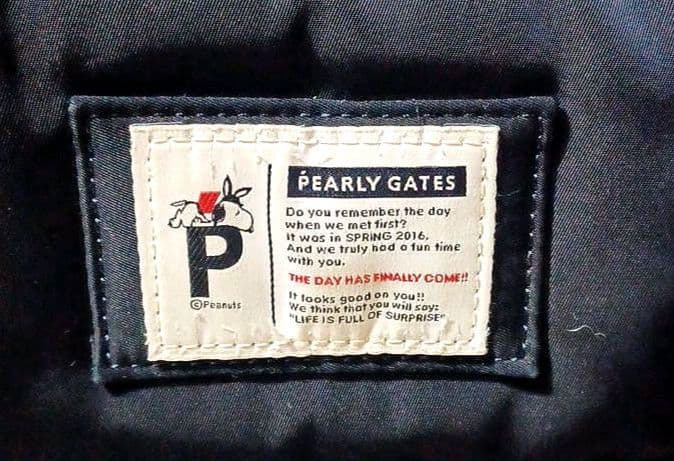 P
©Peanuts
PEARLY GATES
Do you remember the day
when we met first?
It was in SPRING 2016.
And we truly had a fun time
with you.
THE DAY HAS FINALLY COME!!
It looks good on you!!
We think that you will say:
"LIFE IS FULL OF SURPRISE"